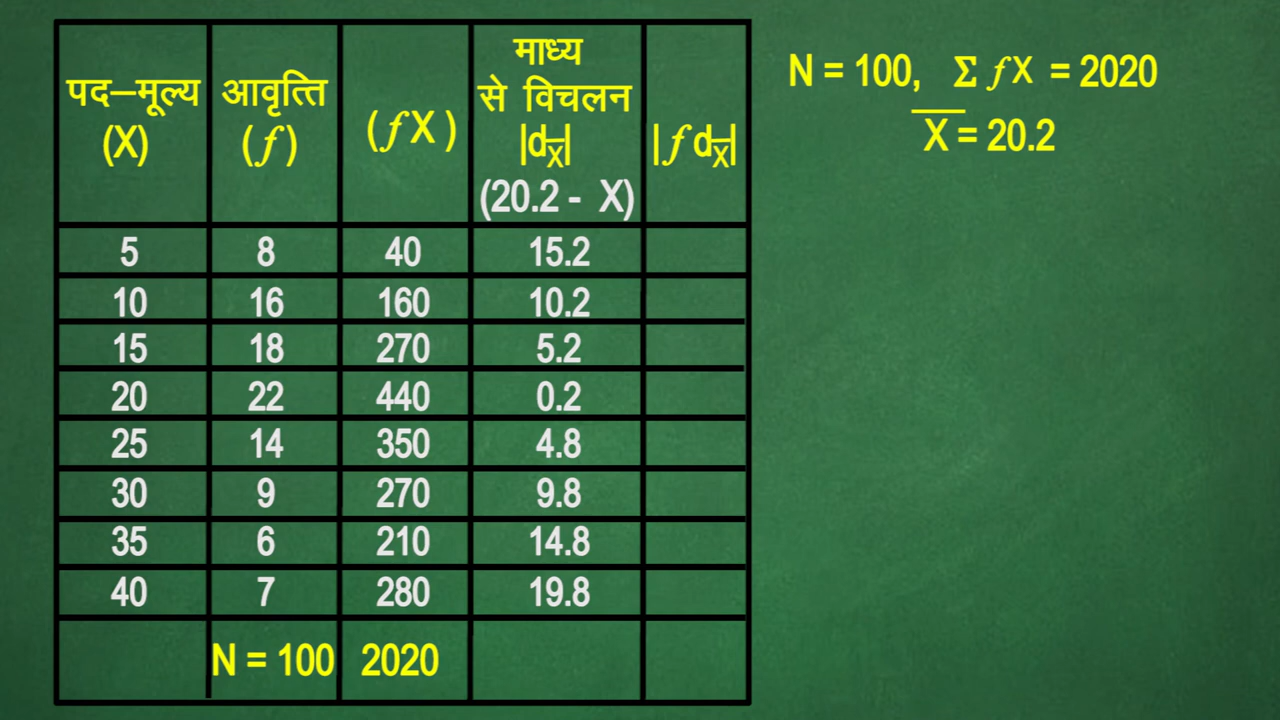 पद–मूल्य (X) आवृत्ति (f) (fX) माध्य से विचलन |dX̅| (20.2 - X) |f dX̅|
5 8 40 15.2
10 16 160 10.2
15 18 270 5.2
20 22 440 0.2
25 14 350 4.8
30 9 270 9.8
35 6 210 14.8
40 7 280 19.8
N = 100 2020
N = 100, Σ fX = 2020
X̅ = 20.2